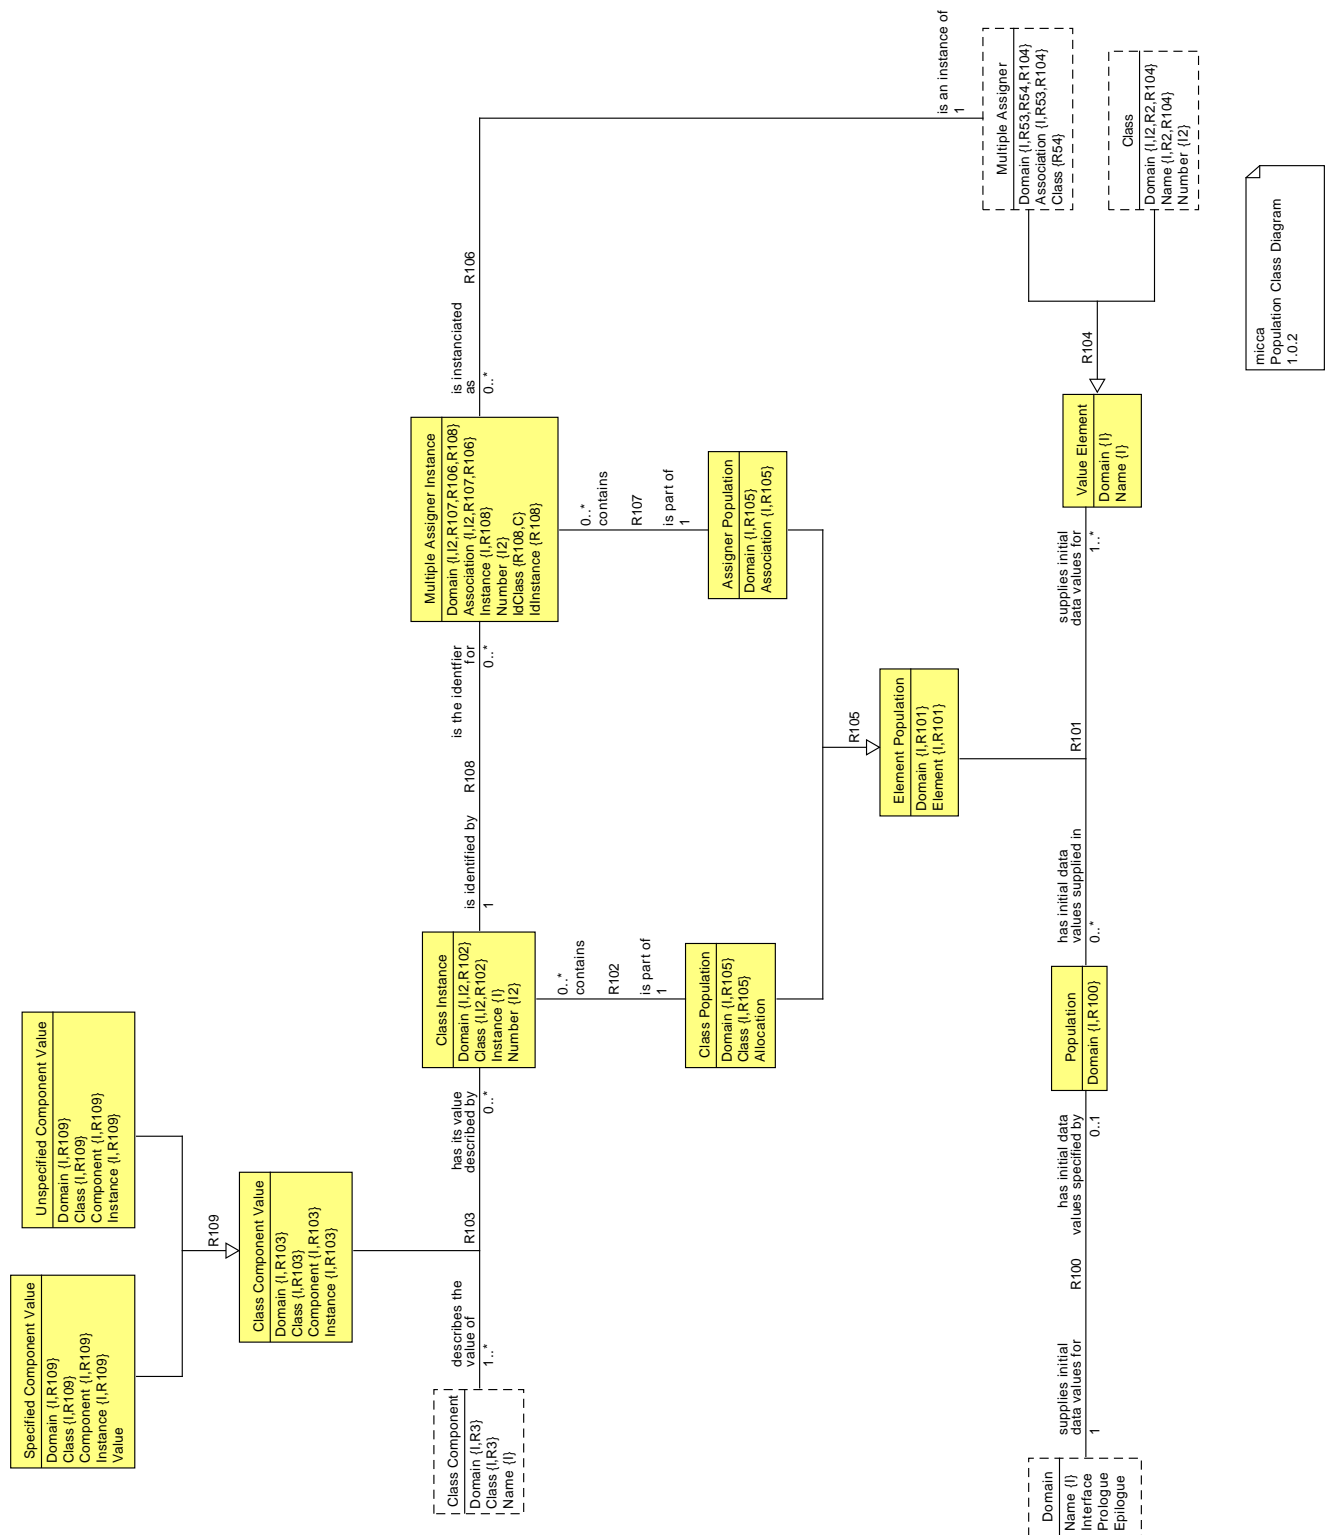 Specified Component Value
Domain {I,R109}
Class {I,R109}
Component {I,R109}
Instance {I,R109}
Value
Unspecified Component Value
Domain {I,R109}
Class {I,R109}
Component {I,R109}
Instance {I,R109}
R109
Class Component Value
Domain {I,R103}
Class {I,R103}
Component {I,R103}
Instance {I,R103}
Class Component
Domain {I,R3}
Class {I,R3}
Name {I}
describes the
value of
1..*
R103
has its value
described by
0..*
Class Instance
Domain {I,I2,R102}
Class {I,I2,R102}
Instance {I}
Number {I2}
is identified by
1
R108
is the identifier
for
0..*
Multiple Assigner Instance
Domain {I,I2,R107,R106,R108}
Association {I,I2,R107,R106}
Instance {I,R108}
Number {I2}
IdClass {R108,C}
IdInstance {R108}
is instanciated
as
0..*
R106
is an instance of
1
0..*
contains
R102
is part of
1
0..*
contains
R107
is part of
1
Class Population
Domain {I,R105}
Class {I,R105}
Allocation
Assigner Population
Domain {I,R105}
Association {I,R105}
R105
Element Population
Domain {I,R101}
Element {I,R101}
Multiple Assigner
Domain {I,R53,R54,R104}
Association {I,R53,R104}
Class {R54}
Class
Domain {I,I2,R2,R104}
Name {I,R2,R104}
Number {I2}
R104
Domain
Name {I}
Interface
Prologue
Epilogue
supplies initial
data values for
1
R100
has initial data
values specified by
0..1
Population
Domain {I,R100}
has initial data
values supplied in
0..*
R101
supplies initial
data values for
1..*
Value Element
Domain {I}
Name {I}
micca
Population Class Diagram
1.0.2